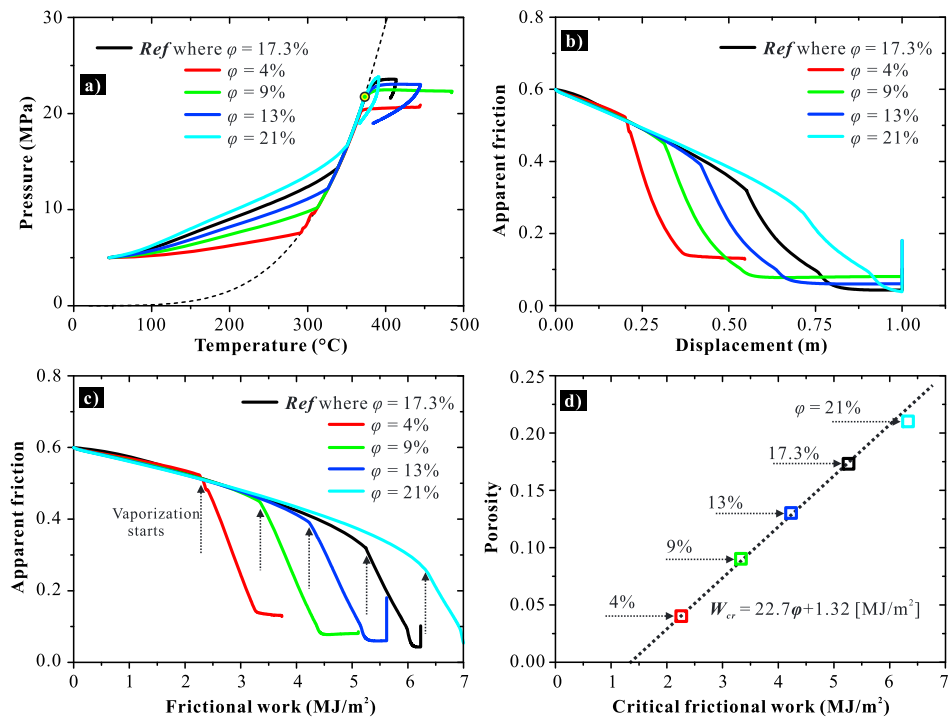 a)
Ref where φ = 17.3%
φ = 4%
φ = 9%
φ = 13%
φ = 21%
Pressure (MPa)
30
20
10
0
0
100
200
300
400
500
Temperature (°C)
b)
Ref where φ = 17.3%
φ = 4%
φ = 9%
φ = 13%
φ = 21%
Apparent friction
0.8
0.6
0.4
0.2
0.0
0.00
0.25
0.50
0.75
1.00
Displacement (m)
c)
Ref where φ = 17.3%
φ = 4%
φ = 9%
φ = 13%
φ = 21%
Vaporization
starts
Apparent friction
0.8
0.6
0.4
0.2
0.0
0
1
2
3
4
5
6
7
Frictional work (MJ/m²)
d)
φ = 21%
17.3%
13%
9%
4%
W_cr = 22.7φ+1.32 [MJ/m²]
Porosity
0.25
0.20
0.15
0.10
0.05
0.00
0
1
2
3
4
5
6
7
Critical frictional work (MJ/m²)